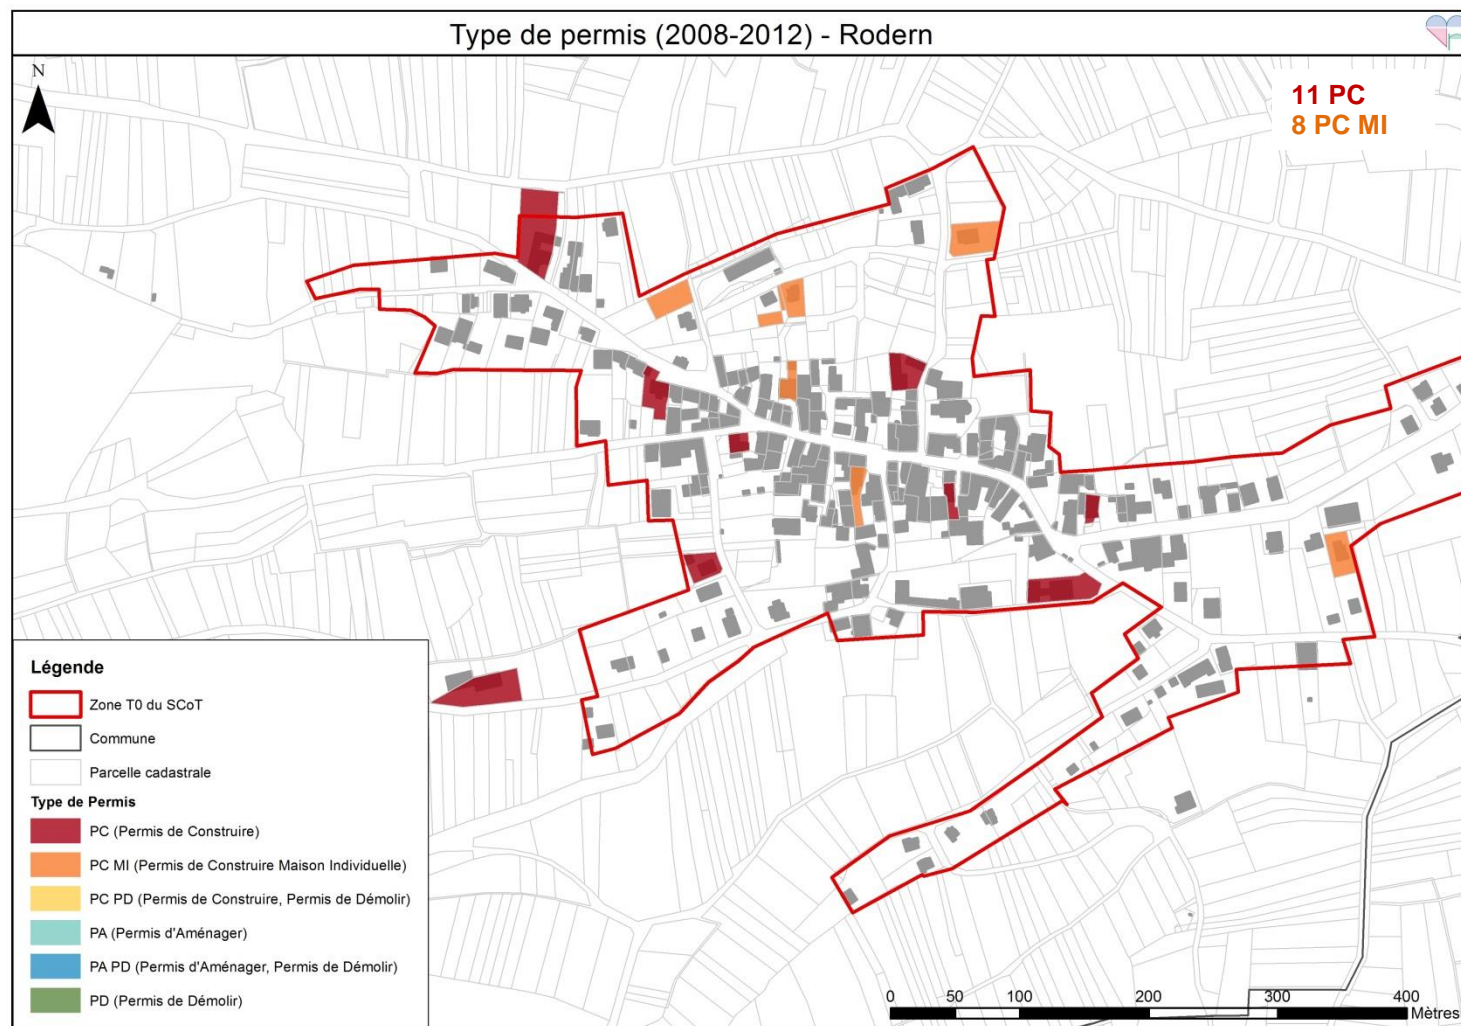 Type de permis (2008-2012) - Rodern
N
11 PC
8 PC MI
Légende
Zone T0 du SCoT
Commune
Parcelle cadastrale
Type de Permis
PC (Permis de Construire)
PC MI (Permis de Construire Maison Individuelle)
PC PD (Permis de Construire, Permis de Démolir)
PA (Permis d'Aménager)
PA PD (Permis d'Aménager, Permis de Démolir)
PD (Permis de Démolir)
0 50 100 200 300 400
Mètres